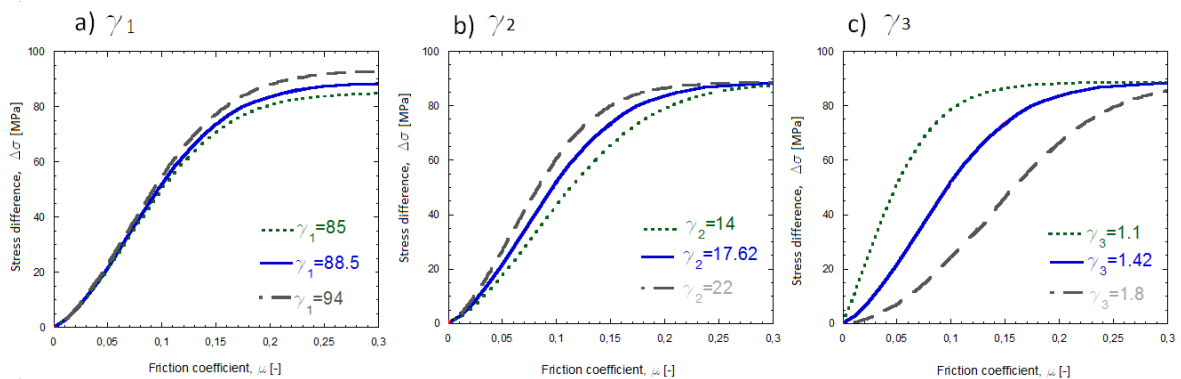 a) γ1
100
80
60
40
20
0
Stress difference, Δσ [MPa]
γ1=85
γ1=88.5
γ1=94
0
0,05
0,1
0,15
0,2
0,25
0,3
Friction coefficient, μ [-]
b) γ2
100
80
60
40
20
0
Stress difference, Δσ [MPa]
γ2=14
γ2=17.62
γ2=22
0
0,05
0,1
0,15
0,2
0,25
0,3
Friction coefficient, μ [-]
c) γ3
100
80
60
40
20
0
Stress difference, Δσ [MPa]
γ3=1.1
γ3=1.42
γ3=1.8
0
0,05
0,1
0,15
0,2
0,25
0,3
Friction coefficient, μ [-]